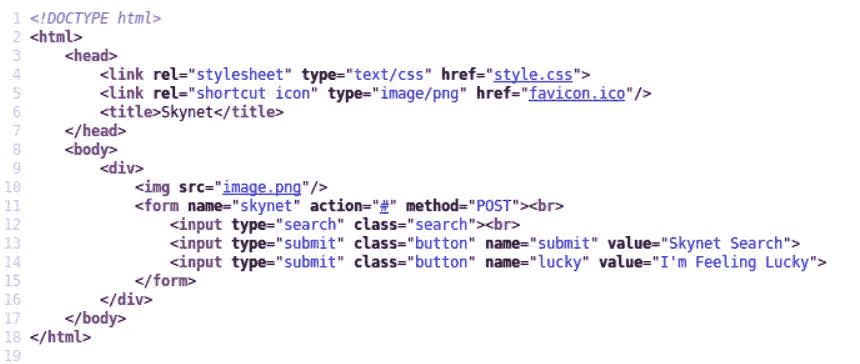 1 <!DOCTYPE html>
2 <html>
3     <head>
4         <link rel="stylesheet" type="text/css" href="style.css">
5         <link rel="shortcut icon" type="image/png" href="favicon.ico"/>
6         <title>Skynet</title>
7     </head>
8     <body>
9         <div>
10             <img src="image.png"/>
11             <form name="skynet" action="#" method="POST"><br>
12                 <input type="search" class="search"><br>
13                 <input type="submit" class="button" name="submit" value="Skynet Search">
14                 <input type="submit" class="button" name="lucky" value="I'm Feeling Lucky">
15             </form>
16         </div>
17     </body>
18 </html>
19